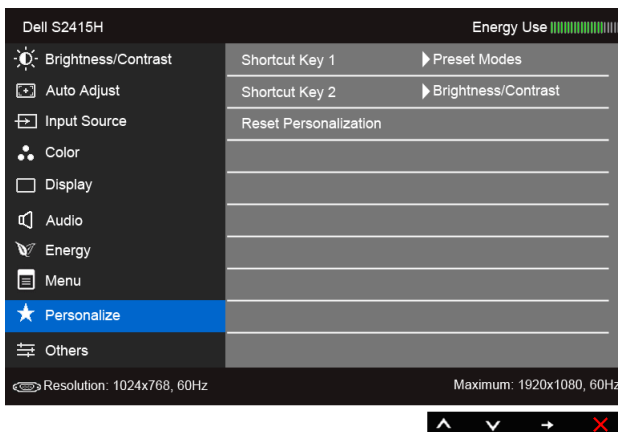 Dell S2415H Energy Use
Brightness/Contrast Shortcut Key 1 Preset Modes
Auto Adjust Shortcut Key 2 Brightness/Contrast
Input Source Reset Personalization
Color
Display
Audio
Energy
Menu
Personalize
Others
Resolution: 1024x768, 60Hz Maximum: 1920x1080, 60Hz